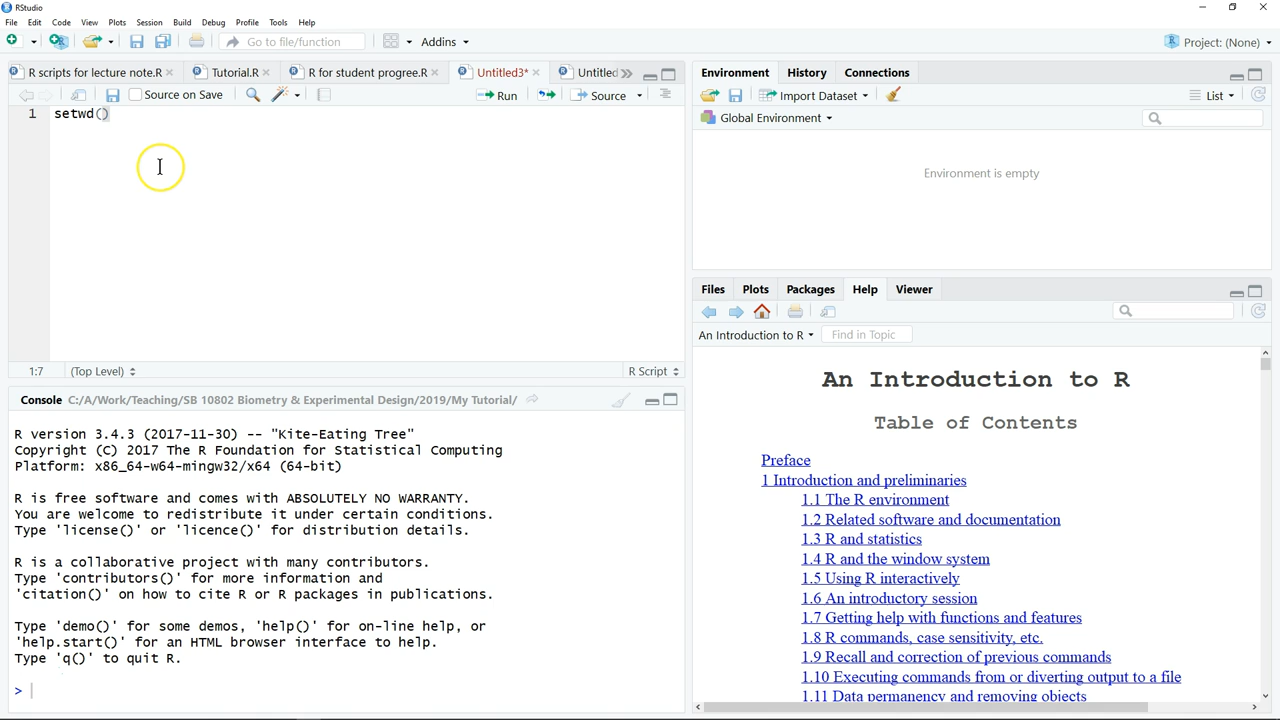 RStudio
File Edit Code View Plots Session Build Debug Profile Tools Help
Go to file/function Addins Project: (None)
R scripts for lecture note.R Tutorial.R R for student progree.R Untitled3* Untitled
Source on Save Run Source
1 setwd()
1:7 (Top Level) R Script
Console C:/A/Work/Teaching/SB 10802 Biometry & Experimental Design/2019/My Tutorial/
R version 3.4.3 (2017-11-30) -- "Kite-Eating Tree"
Copyright (C) 2017 The R Foundation for Statistical Computing
Platform: x86_64-w64-mingw32/x64 (64-bit)
R is free software and comes with ABSOLUTELY NO WARRANTY.
You are welcome to redistribute it under certain conditions.
Type 'license()' or 'licence()' for distribution details.
R is a collaborative project with many contributors.
Type 'contributors()' for more information and
'citation()' on how to cite R or R packages in publications.
Type 'demo()' for some demos, 'help()' for on-line help, or
'help.start()' for an HTML browser interface to help.
Type 'q()' to quit R.
>
Environment History Connections
Import Dataset List
Global Environment
Environment is empty
Files Plots Packages Help Viewer
An Introduction to R Find in Topic
An Introduction to R
Table of Contents
Preface
1 Introduction and preliminaries
1.1 The R environment
1.2 Related software and documentation
1.3 R and statistics
1.4 R and the window system
1.5 Using R interactively
1.6 An introductory session
1.7 Getting help with functions and features
1.8 R commands, case sensitivity, etc.
1.9 Recall and correction of previous commands
1.10 Executing commands from or diverting output to a file
1.11 Data permanency and removing objects